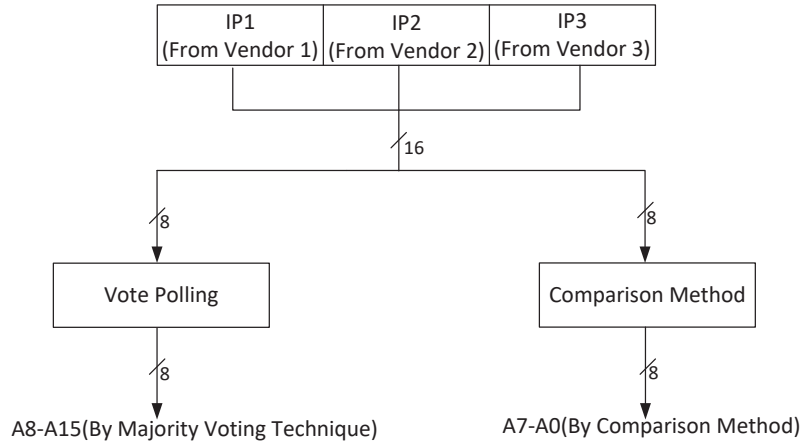 IP1
(From Vendor 1)
IP2
(From Vendor 2)
IP3
(From Vendor 3)
16
8
8
Vote Polling
Comparison Method
8
8
A8-A15(By Majority Voting Technique)
A7-A0(By Comparison Method)